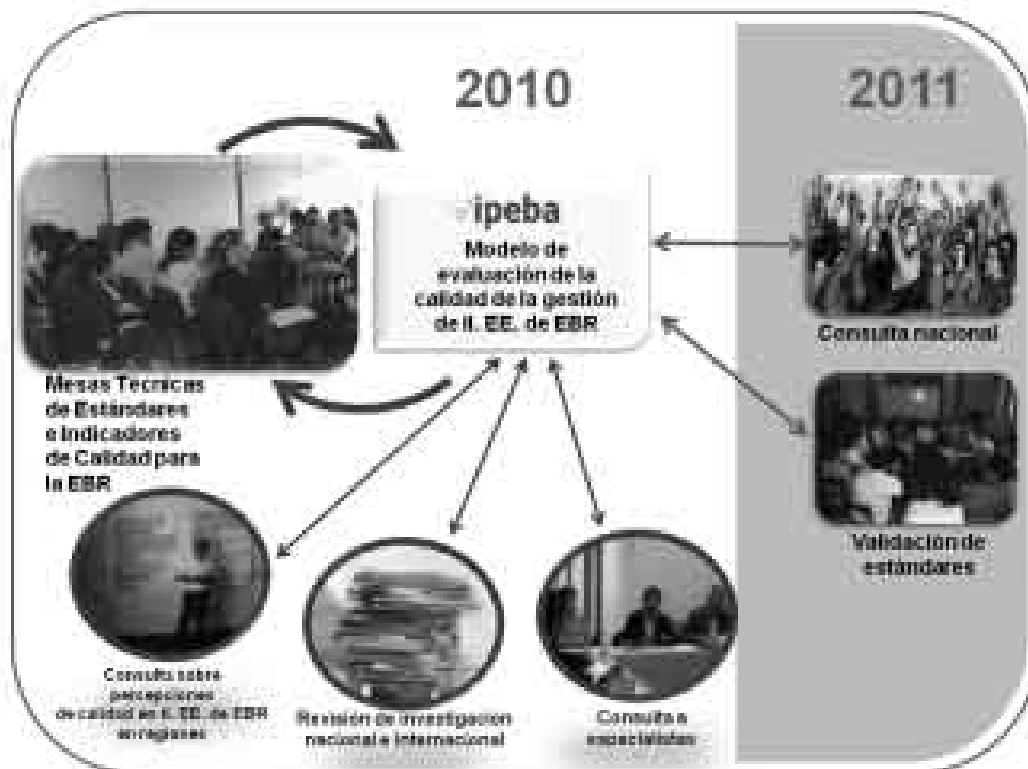 2010
2011
ipeba
Modelo de
evaluación de la
calidad de la gestión
de II. EE. de EBR
Consulta nacional
Mesas Técnicas
de Estándares
e Indicadores
de Calidad para
la EBR
Validación de
estándares
Consulta sobre
percepciones
de calidad en II. EE. de EBR
en regiones
Revisión de investigacion
nacional e internacional
Consulta a
especialistas